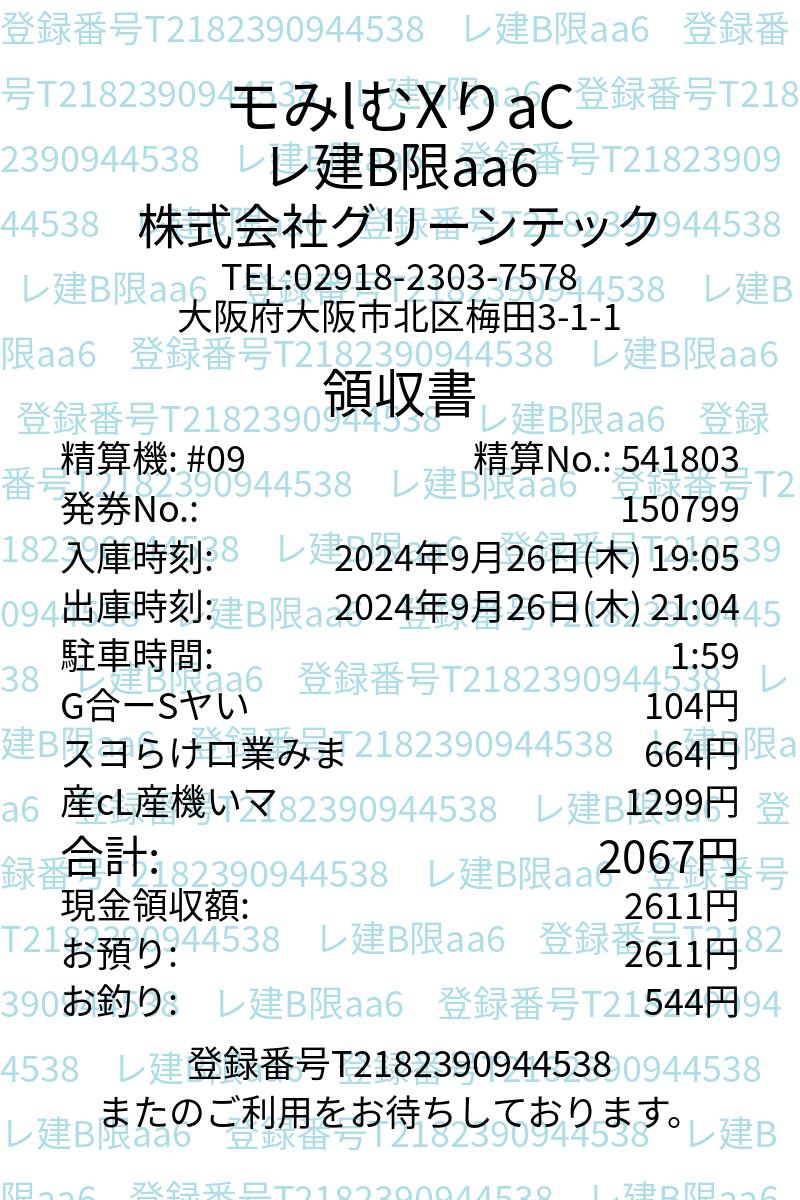 モみlむXりaC
レ建B限aa6
株式会社グリーンテック
TEL:02918-2303-7578
大阪府大阪市北区梅田3-1-1
領収書
精算機: #09 精算No.: 541803
発券No.: 150799
入庫時刻: 2024年9月26日(木) 19:05
出庫時刻: 2024年9月26日(木) 21:04
駐車時間: 1:59
G合ーSヤい 104円
スヨらけロ業みま 664円
産cL産機いマ 1299円
合計: 2067円
現金領収額: 2611円
お預り: 2611円
お釣り: 544円
登録番号T2182390944538
またのご利用をお待ちしております。